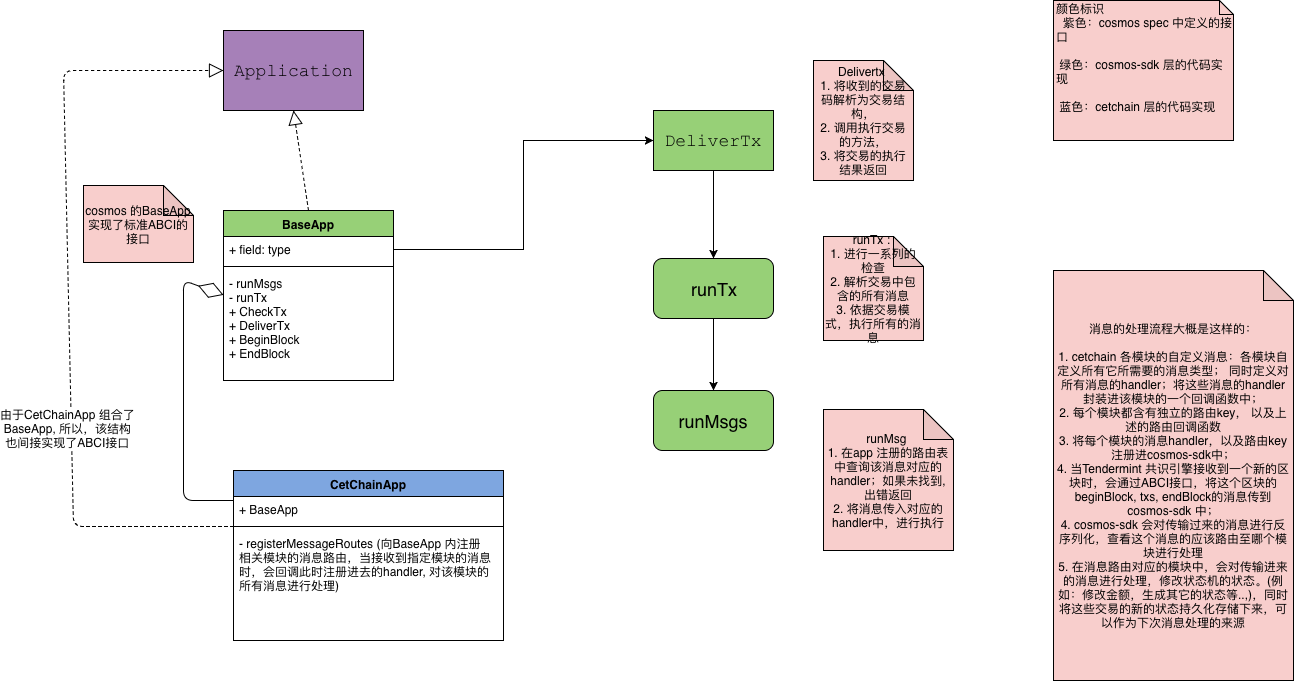 Application
cosmos 的BaseApp
实现了标准ABCI的
接口
BaseApp
+ field: type
- runMsgs
- runTx
+ CheckTx
+ DeliverTx
+ BeginBlock
+ EndBlock
由于CetChainApp 组合了
BaseApp, 所以，该结构
也间接实现了ABCI接口
CetChainApp
+ BaseApp
- registerMessageRoutes (向BaseApp 内注册
相关模块的消息路由，当接收到指定模块的消息
时，会回调此时注册进去的handler, 对该模块的
所有消息进行处理)
DeliverTx
runTx
runMsgs
Delivertx
1. 将收到的交易
码解析为交易结
构，
2. 调用执行交易
的方法，
3. 将交易的执行
结果返回
runTx :
1. 进行一系列的
检查
2. 解析交易中包
含的所有消息
3. 依据交易模
式，执行所有的消
息
runMsg
1. 在app 注册的路由表
中查询该消息对应的
handler；如果未找到,
出错返回
2. 将消息传入对应的
handler中，进行执行
颜色标识
紫色：cosmos spec 中定义的接
口
绿色：cosmos-sdk 层的代码实
现
蓝色：cetchain 层的代码实现
消息的处理流程大概是这样的：
1. cetchain 各模块的自定义消息：各模块自
定义所有它所需要的消息类型； 同时定义对
所有消息的handler；将这些消息的handler
封装进该模块的一个回调函数中；
2. 每个模块都含有独立的路由key， 以及上
述的路由回调函数
3. 将每个模块的消息handler，以及路由key
注册进cosmos-sdk中；
4. 当Tendermint 共识引擎接收到一个新的区
块时，会通过ABCI接口，将这个区块的
beginBlock, txs, endBlock的消息传到
cosmos-sdk 中；
4. cosmos-sdk 会对传输过来的消息进行反
序列化，查看这个消息的应该路由至哪个模
块进行处理
5. 在消息路由对应的模块中，会对传输进来
的消息进行处理，修改状态机的状态。(例
如：修改金额，生成其它的状态等..,)，同时
将这些交易的新的状态持久化存储下来，可
以作为下次消息处理的来源